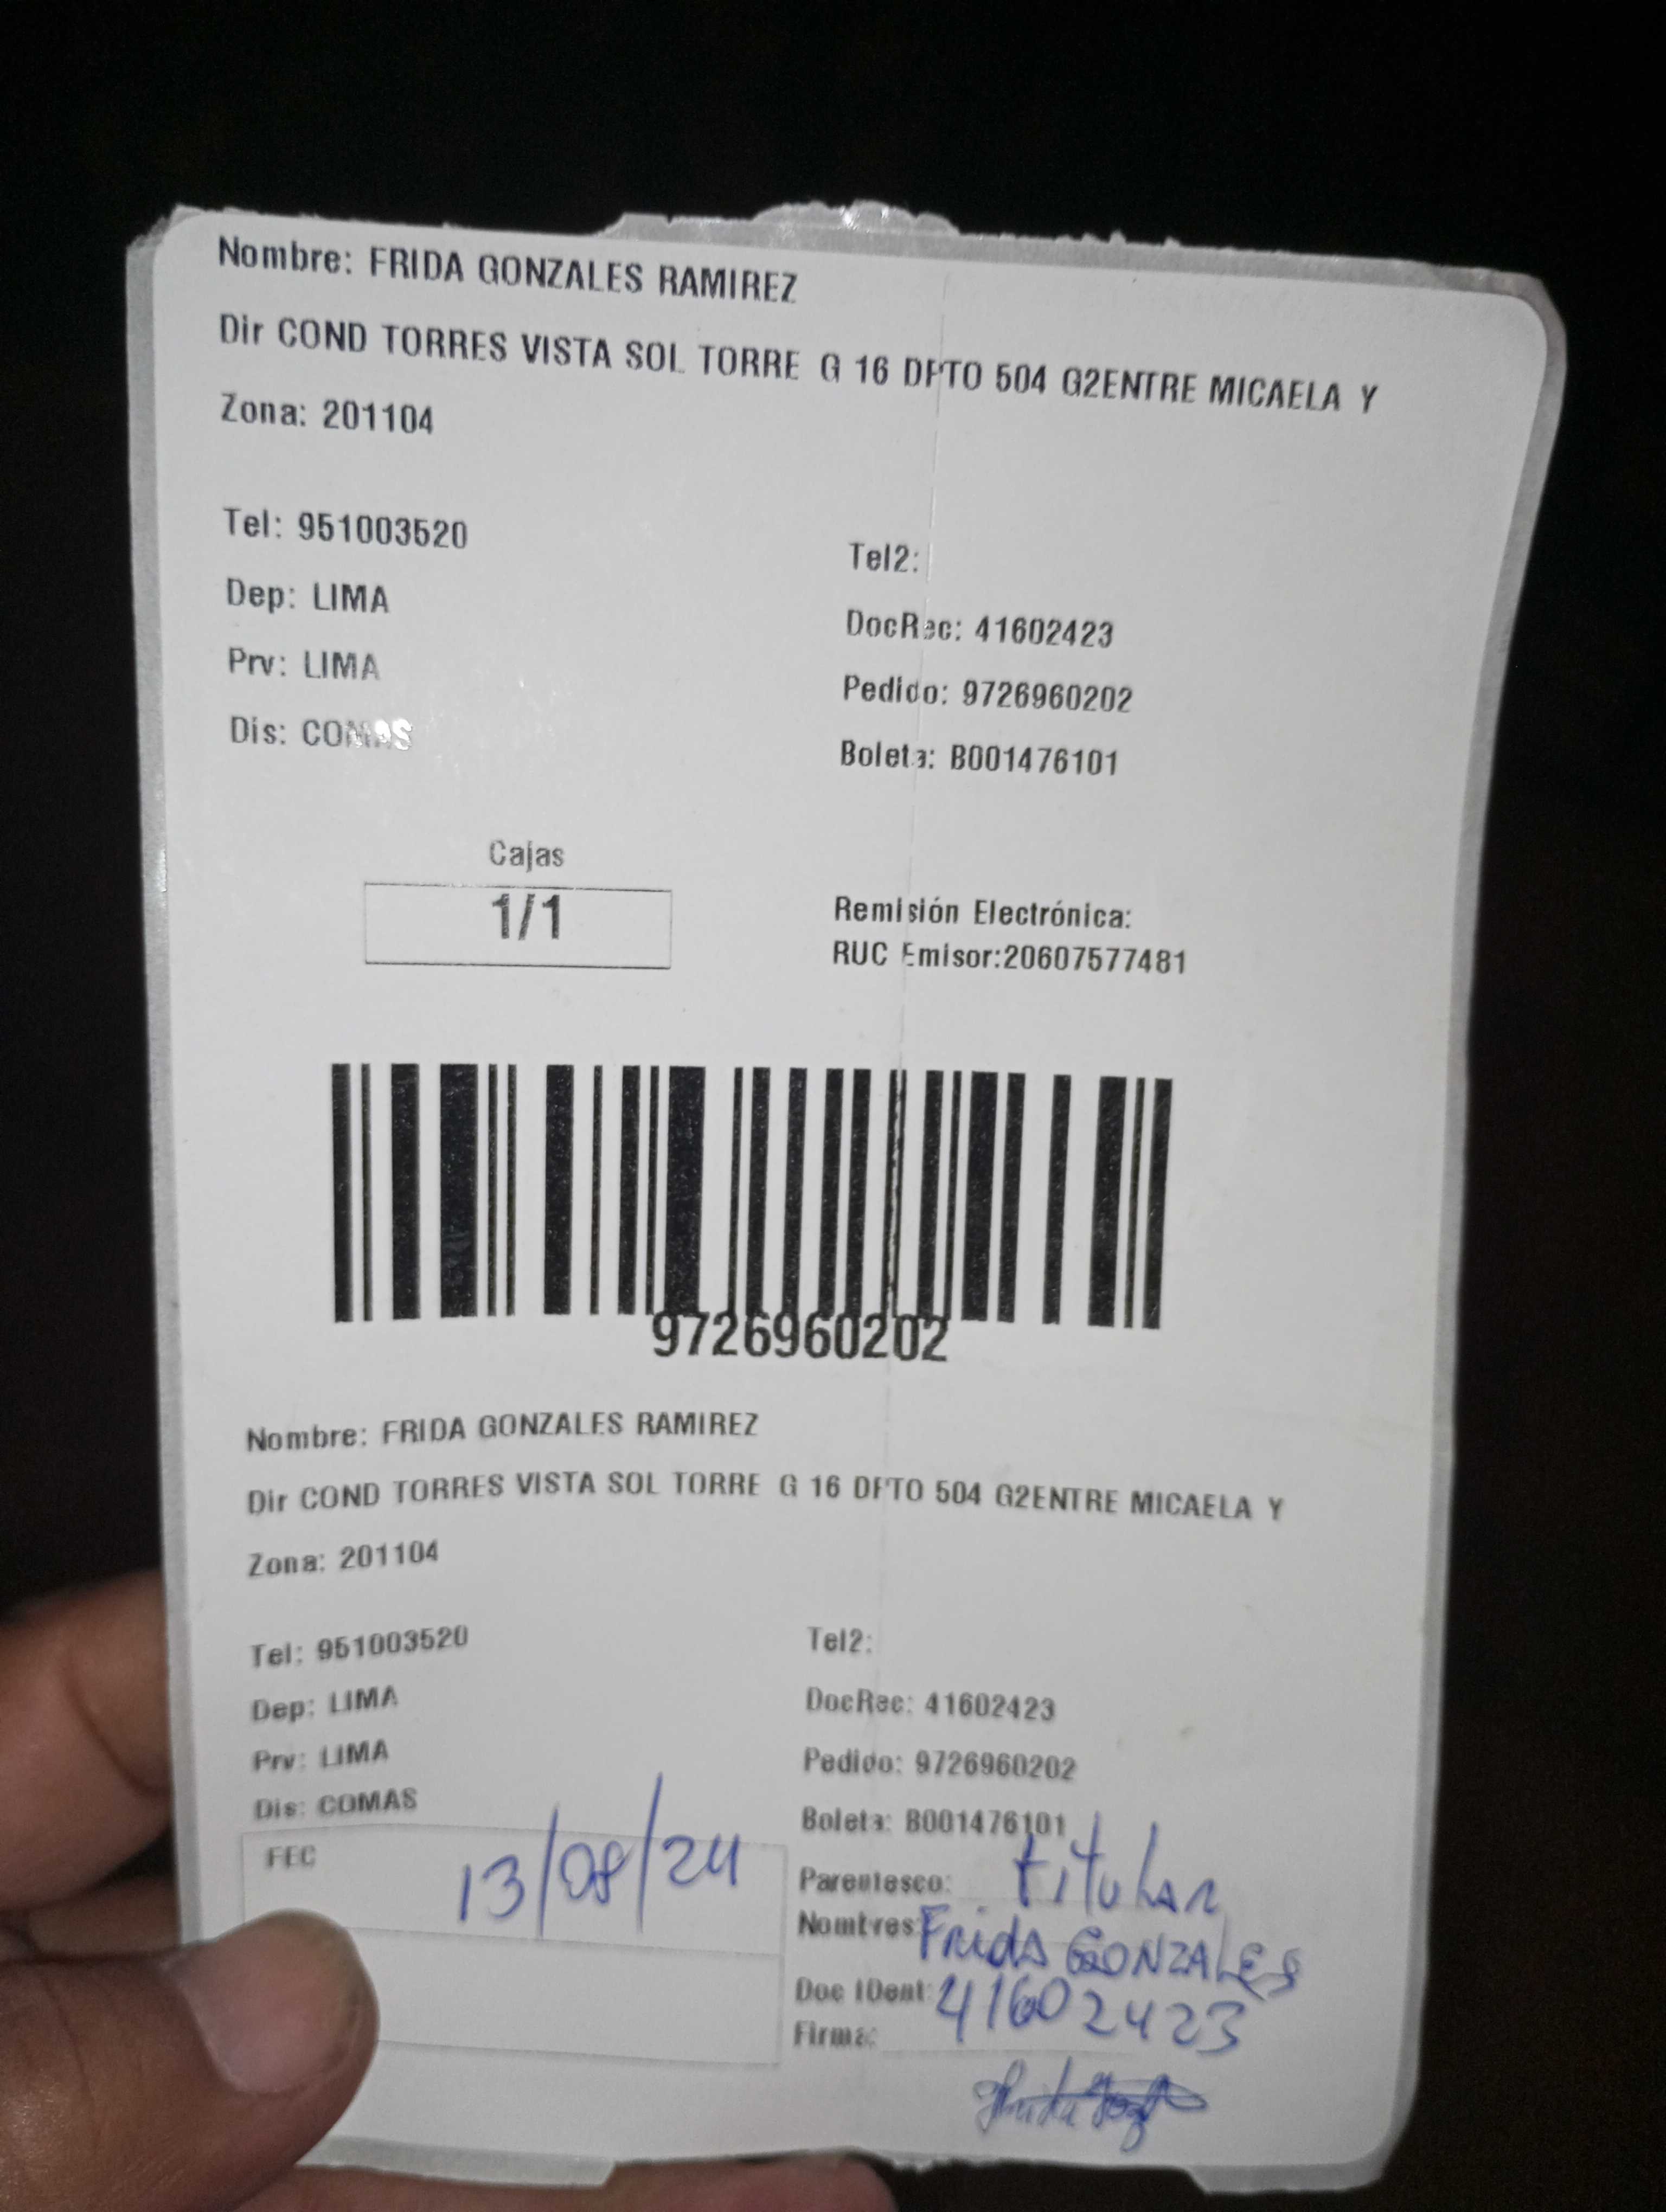 Nombre: FRIDA GONZALES RAMIREZ
Dir COND TORRES VISTA SOL TORRE G 16 DPTO 504 G2ENTRE MICAELA Y
Zona: 201104
Tel: 951003520
Tel2:
Dep: LIMA
DocRec: 41602423
Prv: LIMA
Pedido: 9726960202
Dis: COMAS
Boleta: B001476101
Cajas
1/1
Remisión Electrónica:
RUC Emisor:20607577481
9726960202
Nombre: FRIDA GONZALES RAMIREZ
Dir COND TORRES VISTA SOL TORRE G 16 DPTO 504 G2ENTRE MICAELA Y
Zona: 201104
Tel: 951003520
Tel2:
Dep: LIMA
DocRec: 41602423
Prv: LIMA
Pedido: 9726960202
Dis: COMAS
Boleta: B001476101
FEC 13/08/24
Parentesco: titular
Nombres: Frida GONZALES
Doc IDent: 41602423
Firma: